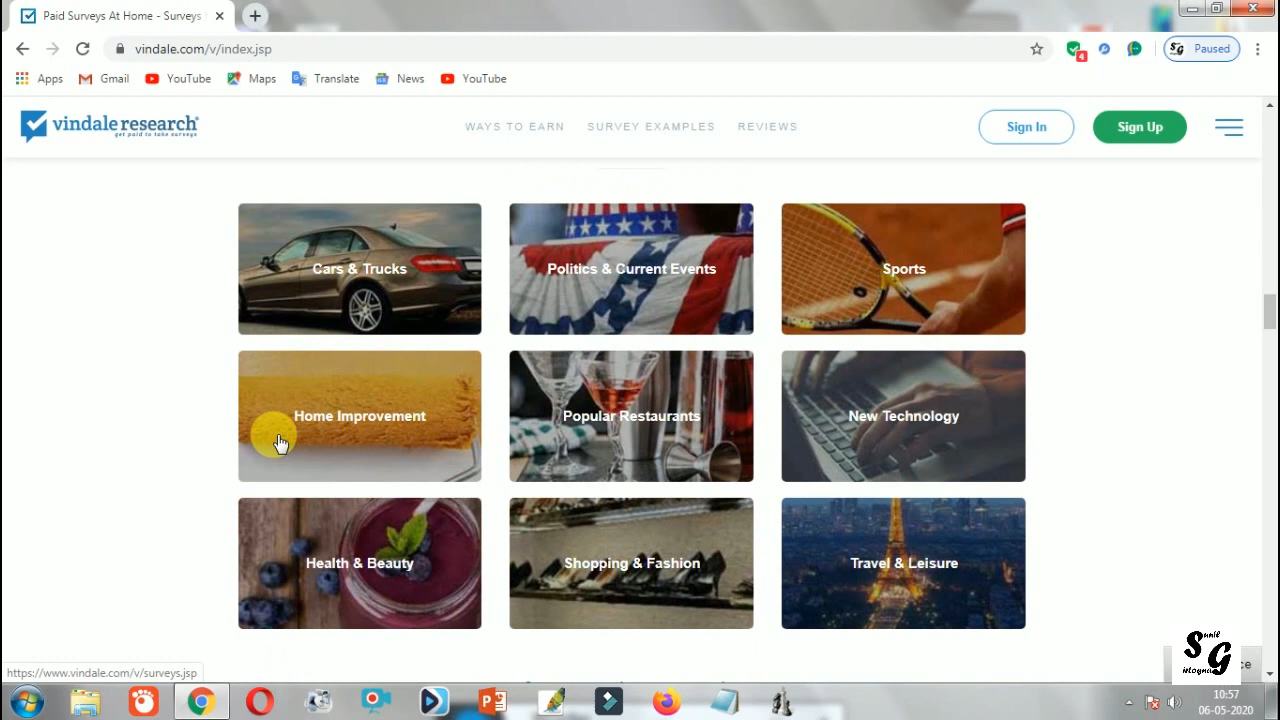 Paid Surveys At Home - Surveys
vindale.com/v/index.jsp
4
SG
Paused
Apps
Gmail
YouTube
Maps
Translate
News
YouTube
vindale research®
get paid to take surveys
WAYS TO EARN
SURVEY EXAMPLES
REVIEWS
Sign In
Sign Up
Cars & Trucks
Politics & Current Events
Sports
Home Improvement
Popular Restaurants
New Technology
Health & Beauty
Shopping & Fashion
Travel & Leisure
https://www.vindale.com/v/surveys.jsp
Sunil
G
10:57
06-05-2020